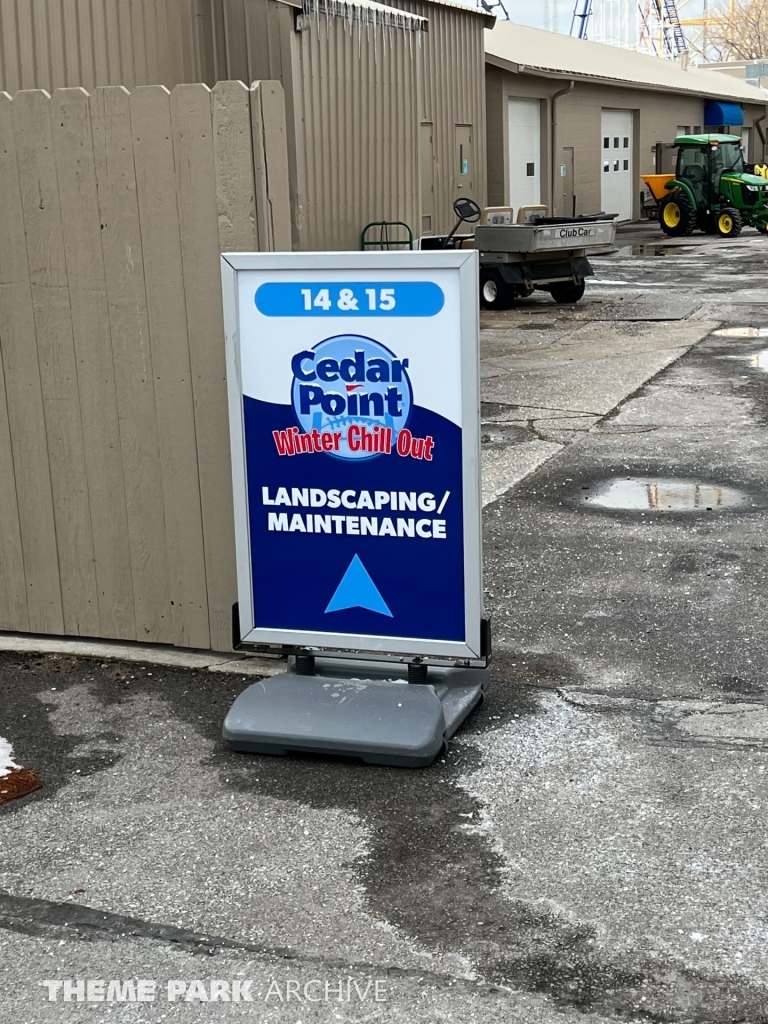 Club Car
14 & 15
Cedar
Point
Winter Chill Out
LANDSCAPING/
MAINTENANCE
THEME PARK ARCHIVE